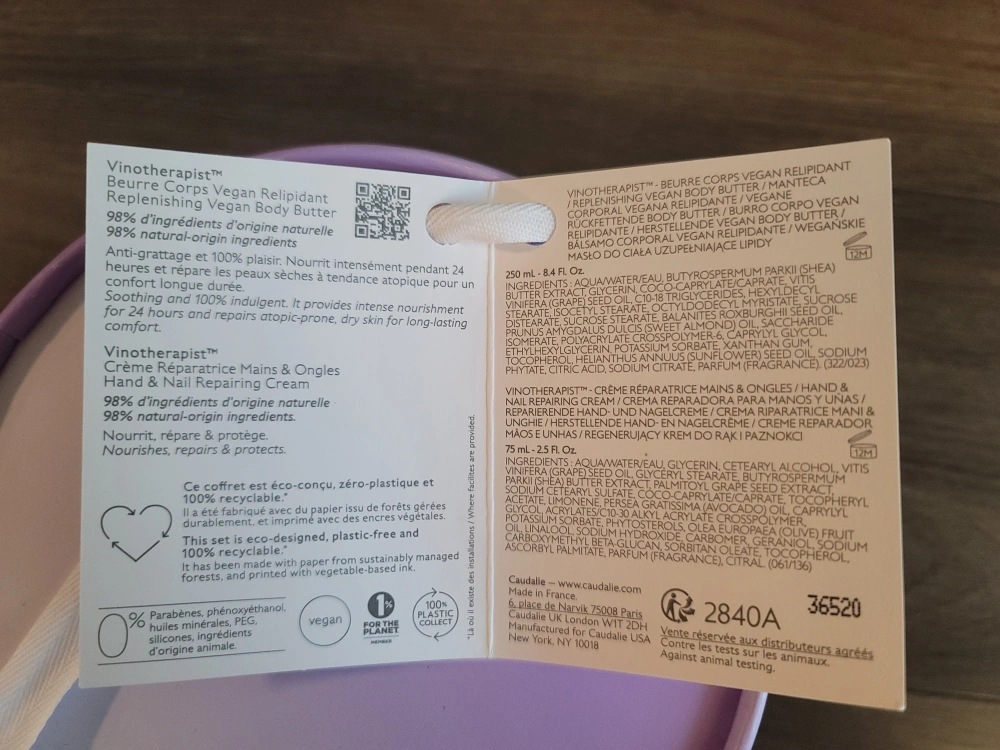 Vinotherapist™
Beurre Corps Vegan Relipidant
Replenishing Vegan Body Butter
98% d'ingrédients d'origine naturelle
98% natural-origin ingredients
Anti-grattage et 100% plaisir. Nourrit intensément pendant 24
heures et répare les peaux sèches à tendance atopique pour un
confort longue durée.
Soothing and 100% indulgent. It provides intense nourishment
for 24 hours and repairs atopic-prone, dry skin for long-lasting
comfort.
Vinotherapist™
Crème Réparatrice Mains & Ongles
Hand & Nail Repairing Cream
98% d'ingrédients d'origine naturelle
98% natural-origin ingredients.
Nourrit, répare & protège.
Nourishes, repairs & protects.
Ce coffret est éco-conçu, zéro-plastique et
100% recyclable.*
Il a été fabriqué avec du papier issu de forêts gérées
durablement, et imprimé avec des encres végétales.
This set is eco-designed, plastic-free and
100% recyclable.*
It has been made with paper from sustainably managed
forests, and printed with vegetable-based ink.
0%
Parabènes, phénoxyéthanol,
huiles minérales, PEG,
silicones, ingrédients
d'origine animale.
vegan
1%
FOR THE
PLANET
MEMBER
100%
PLASTIC
COLLECT
*Là où il existe des installations / Where facilites are provided.
VINOTHERAPIST™ - BEURRE CORPS VEGAN RELIPIDANT
/ REPLENISHING VEGAN BODY BUTTER / MANTECA
CORPORAL VEGANA RELIPIDANTE / VEGANE
RÜCKFETTENDE BODY BUTTER / BURRO CORPO VEGAN
RELIPIDANTE / HERSTELLENDE VEGAN BODY BUTTER /
BÁLSAMO CORPORAL VEGAN RELIPIDANTE / WEGAŃSKIE
MASŁO DO CIAŁA UZUPEŁNIAJĄCE LIPIDY
12M
250 mL - 8.4 Fl. Oz.
INGREDIENTS : AQUA/WATER/EAU, BUTYROSPERMUM PARKII (SHEA)
BUTTER EXTRACT, GLYCERIN, COCO-CAPRYLATE/CAPRATE, VITIS
VINIFERA (GRAPE) SEED OIL, C10-18 TRIGLYCERIDES, HEXYLDECYL
STEARATE, ISOCETYL STEARATE, OCTYLDODECYL MYRISTATE, SUCROSE
DISTEARATE, SUCROSE STEARATE, BALANITES ROXBURGHII SEED OIL,
PRUNUS AMYGDALUS DULCIS (SWEET ALMOND) OIL, SACCHARIDE
ISOMERATE, POLYACRYLATE CROSSPOLYMER-6, CAPRYLYL GLYCOL,
ETHYLHEXYLGLYCERIN, POTASSIUM SORBATE, XANTHAN GUM,
TOCOPHEROL, HELIANTHUS ANNUUS (SUNFLOWER) SEED OIL, SODIUM
PHYTATE, CITRIC ACID, SODIUM CITRATE, PARFUM (FRAGRANCE). (322/023)
VINOTHERAPIST™ - CRÈME RÉPARATRICE MAINS & ONGLES / HAND &
NAIL REPAIRING CREAM / CREMA REPARADORA PARA MANOS Y UÑAS /
REPARIERENDE HAND- UND NAGELCREME / CREMA RIPARATRICE MANI &
UNGHIE / HERSTELLENDE HAND- EN NAGELCRÈME / CREME REPARADOR
MÃOS E UNHAS / REGENERUJĄCY KREM DO RĄK I PAZNOKCI
12M
75 mL - 2.5 Fl. Oz.
INGREDIENTS : AQUA/WATER/EAU, GLYCERIN, CETEARYL ALCOHOL, VITIS
VINIFERA (GRAPE) SEED OIL, GLYCERYL STEARATE, BUTYROSPERMUM
PARKII (SHEA) BUTTER EXTRACT, PALMITOYL GRAPE SEED EXTRACT,
SODIUM CETEARYL SULFATE, COCO-CAPRYLATE/CAPRATE, TOCOPHERYL
ACETATE, LIMONENE, PERSEA GRATISSIMA (AVOCADO) OIL, CAPRYLYL
GLYCOL, ACRYLATES/C10-30 ALKYL ACRYLATE CROSSPOLYMER,
POTASSIUM SORBATE, PHYTOSTEROLS, OLEA EUROPAEA (OLIVE) FRUIT
OIL, LINALOOL, SODIUM HYDROXIDE, CARBOMER, GERANIOL, SODIUM
CARBOXYMETHYL BETA-GLUCAN, SORBITAN OLEATE, TOCOPHEROL,
ASCORBYL PALMITATE, PARFUM (FRAGRANCE), CITRAL. (061/136)
Caudalie — www.caudalie.com
Made in France.
6, place de Narvik 75008 Paris
Caudalie UK London W1T 2DH
Manufactured for Caudalie USA
New York, NY 10018
2840A
36520
Vente réservée aux distributeurs agréés
Contre les tests sur les animaux.
Against animal testing.